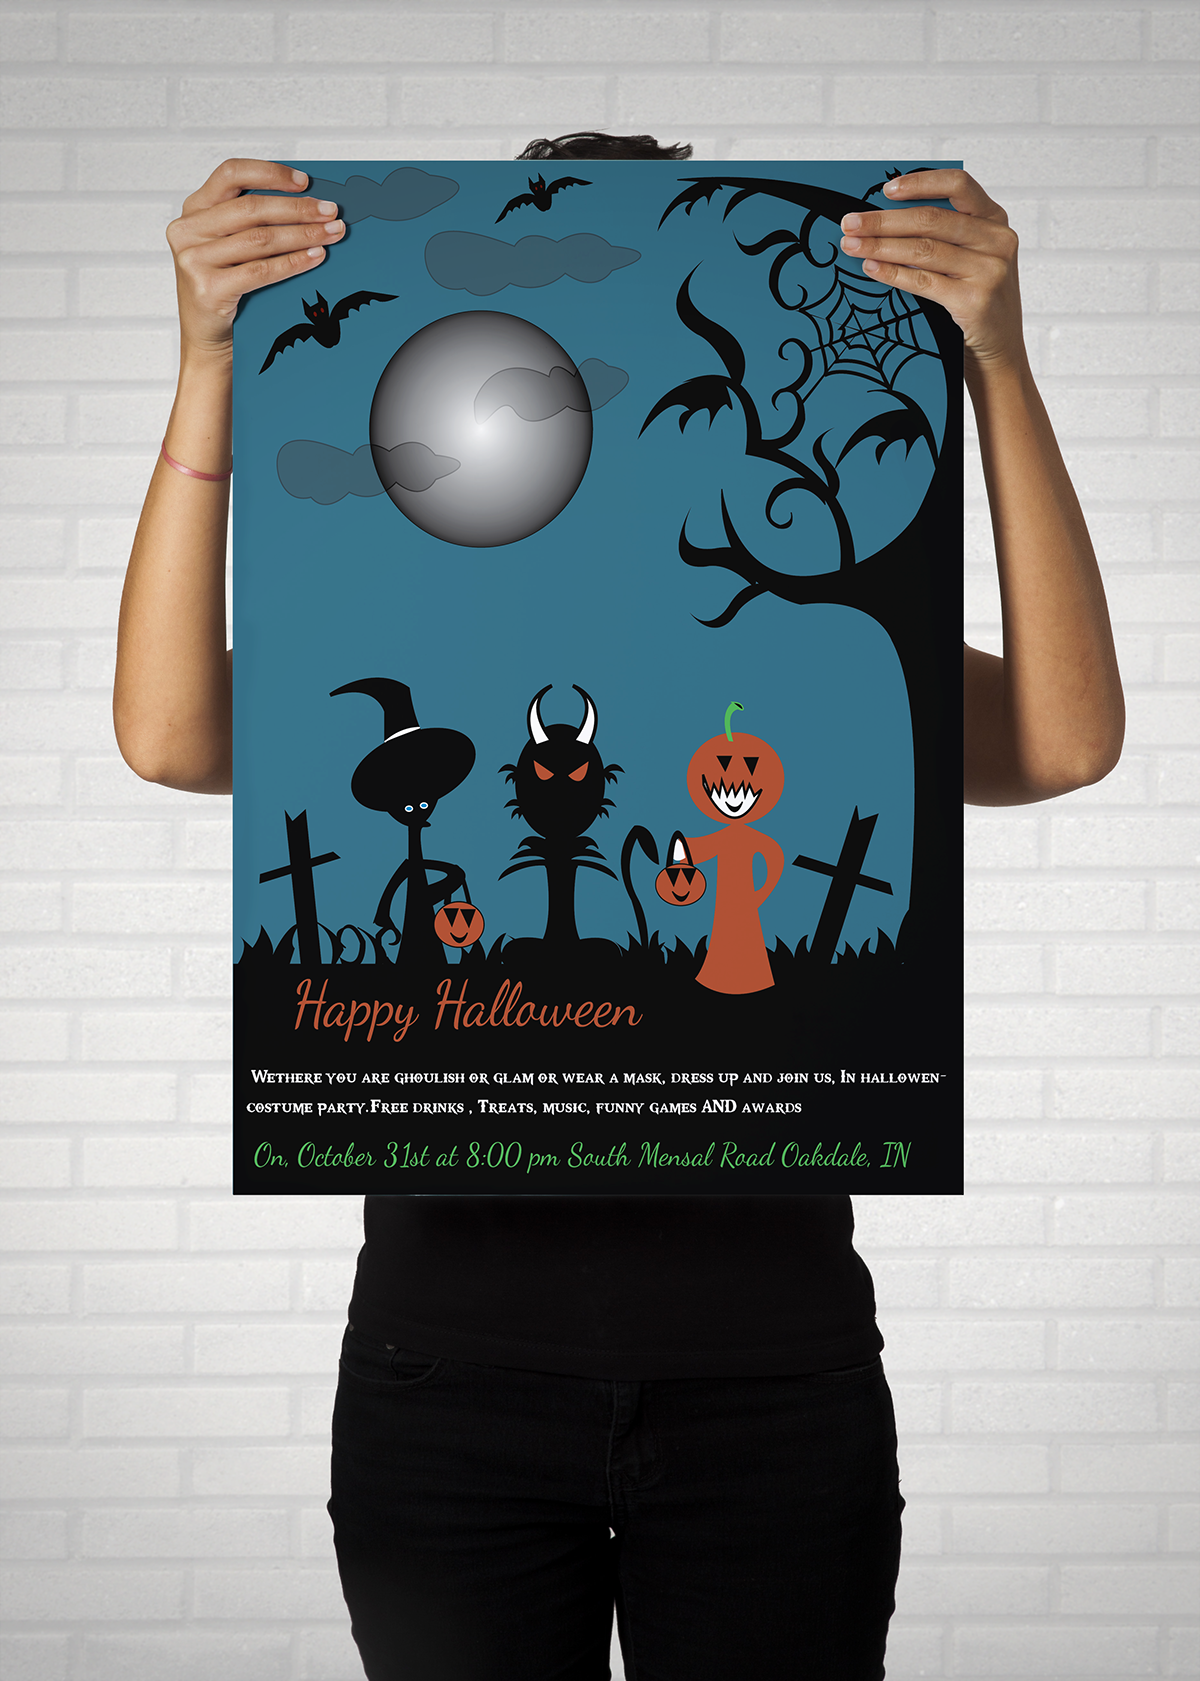 Happy Halloween
Wethere you are ghoulish or glam or wear a mask, dress up and join us, In hallowen-
costume party.Free drinks , Treats, music, funny games AND awards
On, October 31st at 8:00 pm South Mensal Road Oakdale, IN